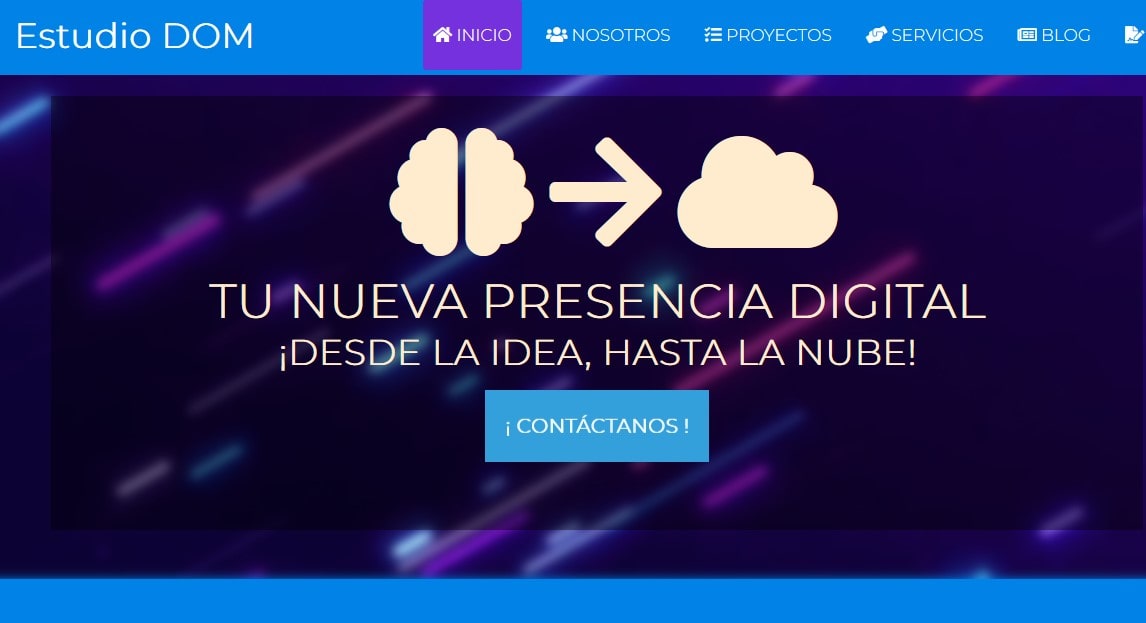 Estudio DOM
INICIO NOSOTROS PROYECTOS SERVICIOS BLOG
TU NUEVA PRESENCIA DIGITAL
¡DESDE LA IDEA, HASTA LA NUBE!
¡ CONTÁCTANOS !